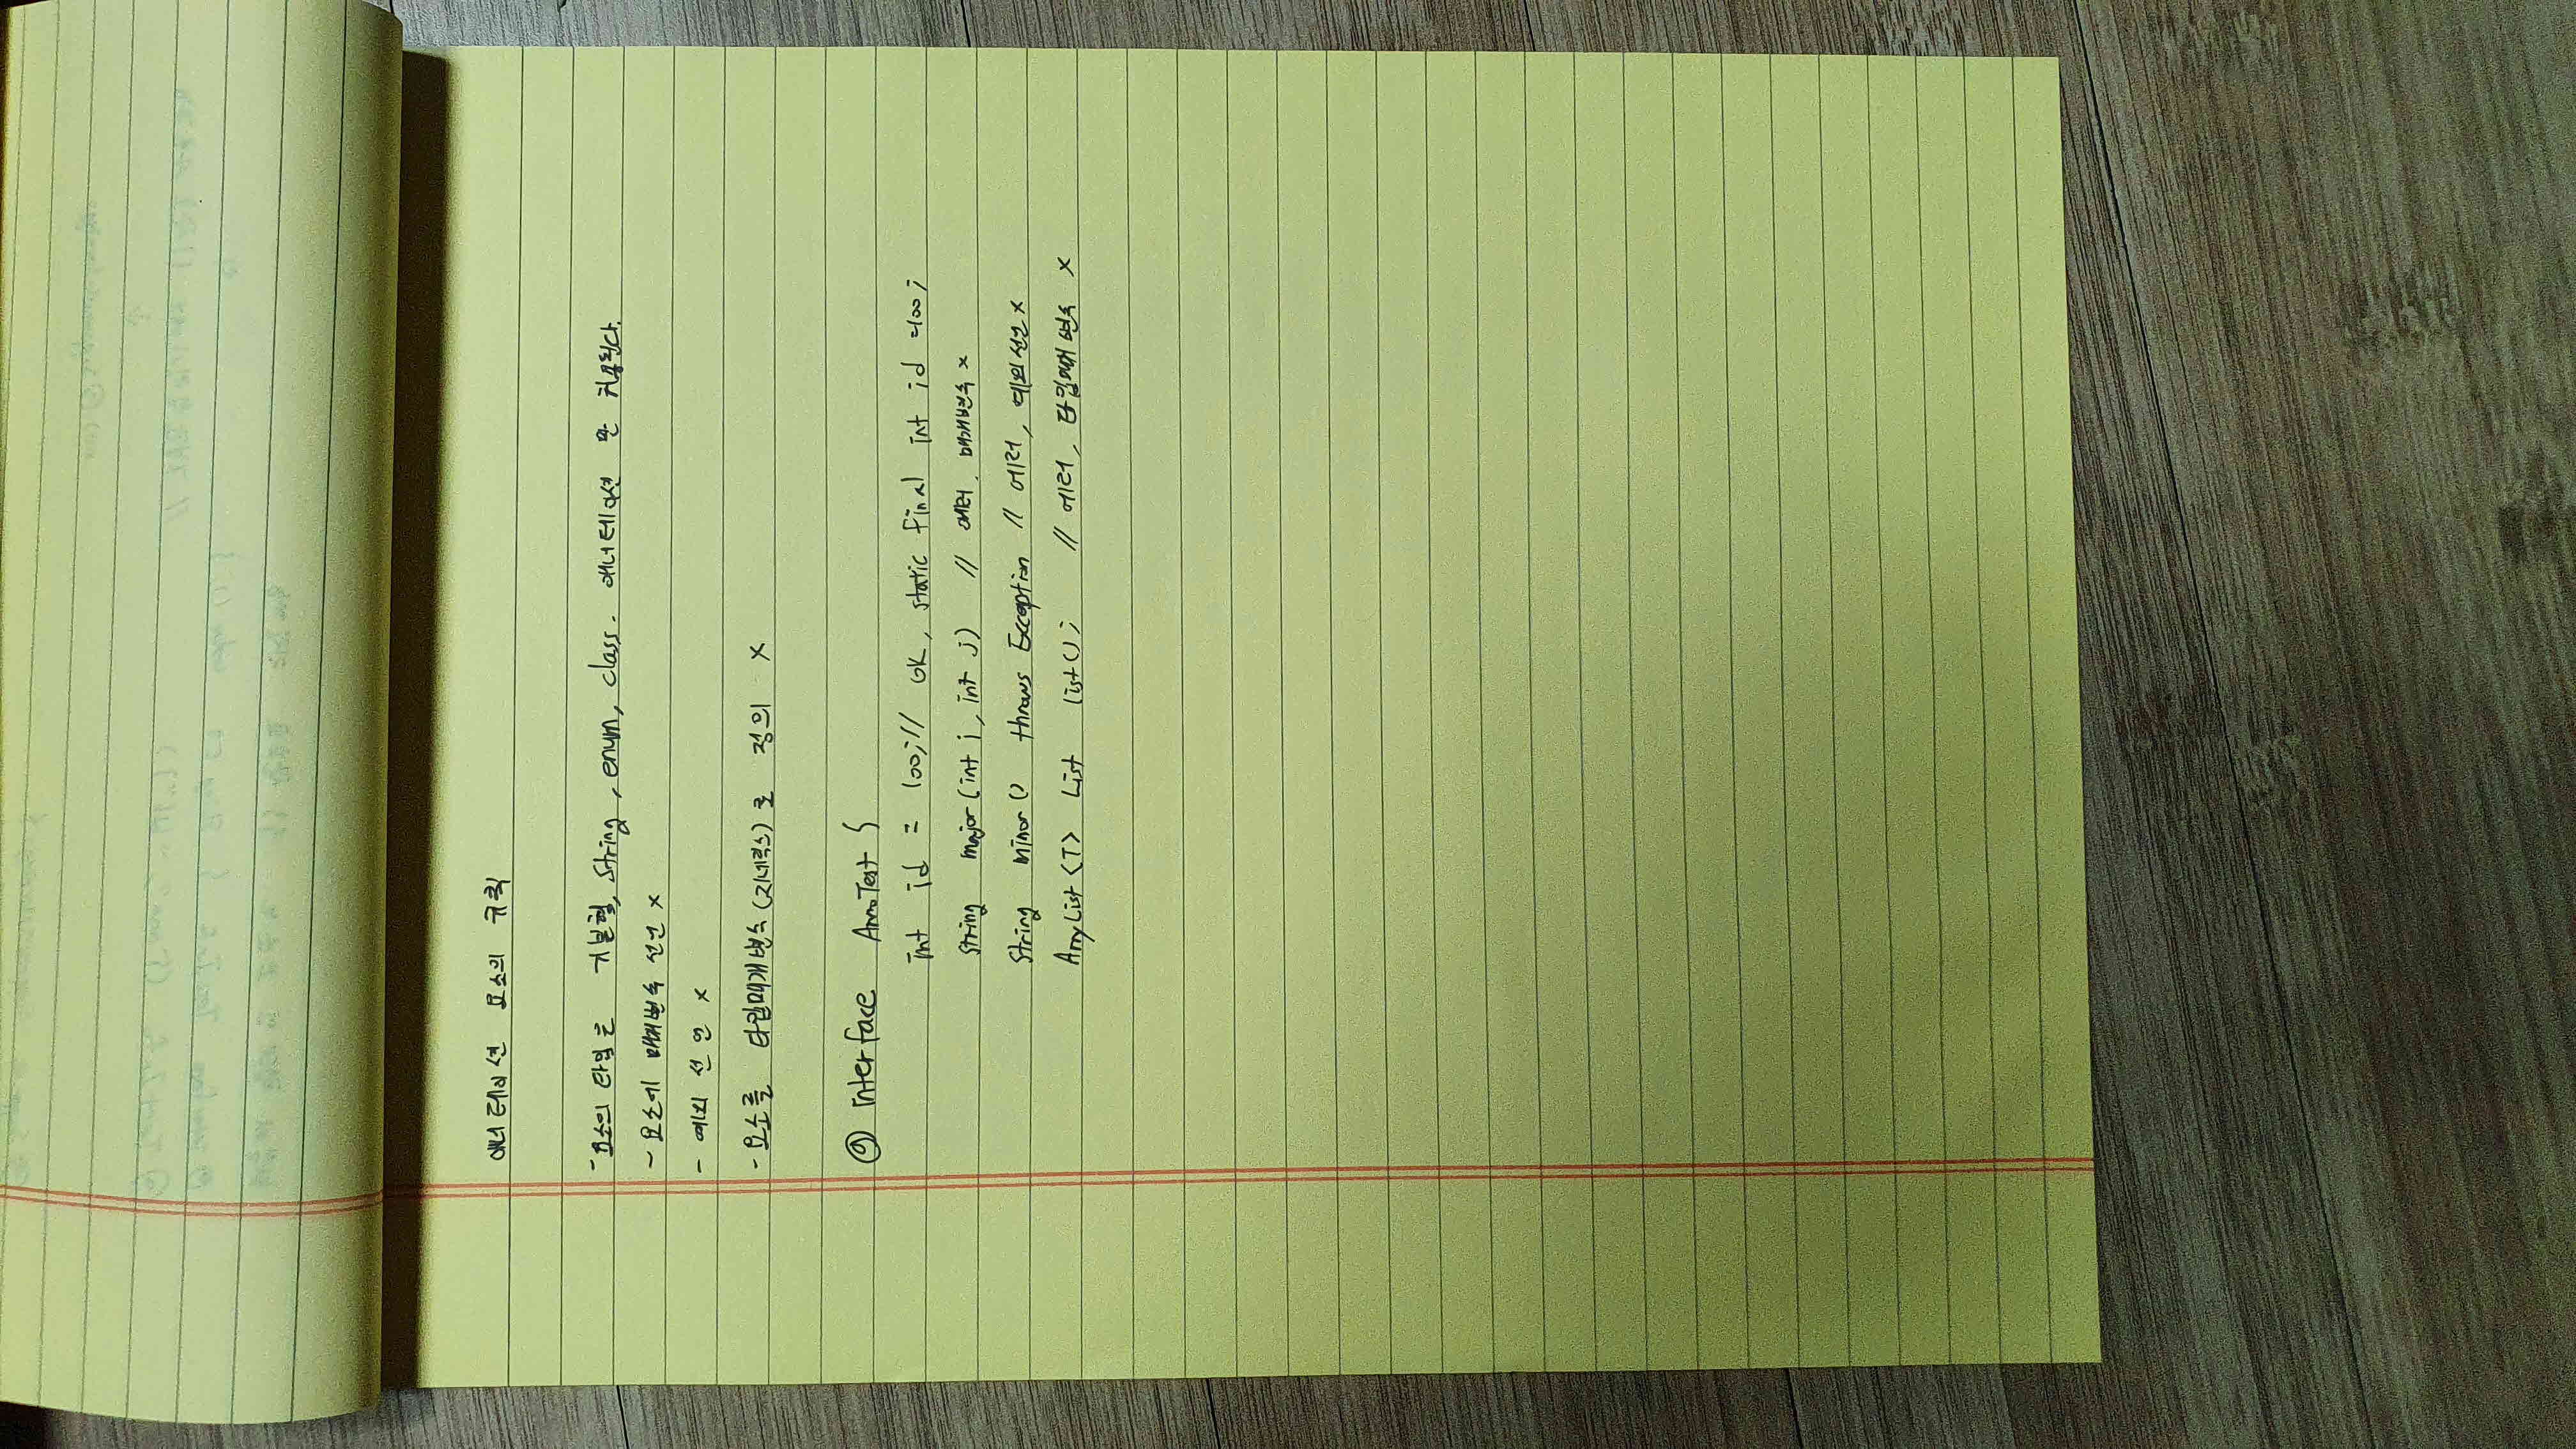 애너테이션 요소의 규칙
- 요소의 타입은 기본형, String, enum, class. 애너테이션 만 허용된다.
- 요소에 매개변수 선언 x
- 예외 선언 x
- 요소를 타입매개변수(지네릭스)로 정의 x
@ interface AnnoTest {
int id = 100; // OK, static final int id = 100;
String major(int i, int j) // 에러, 매개변수 x
String minor() throws Exception // 에러, 예외선언 x
ArryList<T> List list(); // 에러, 타입매개변수 x